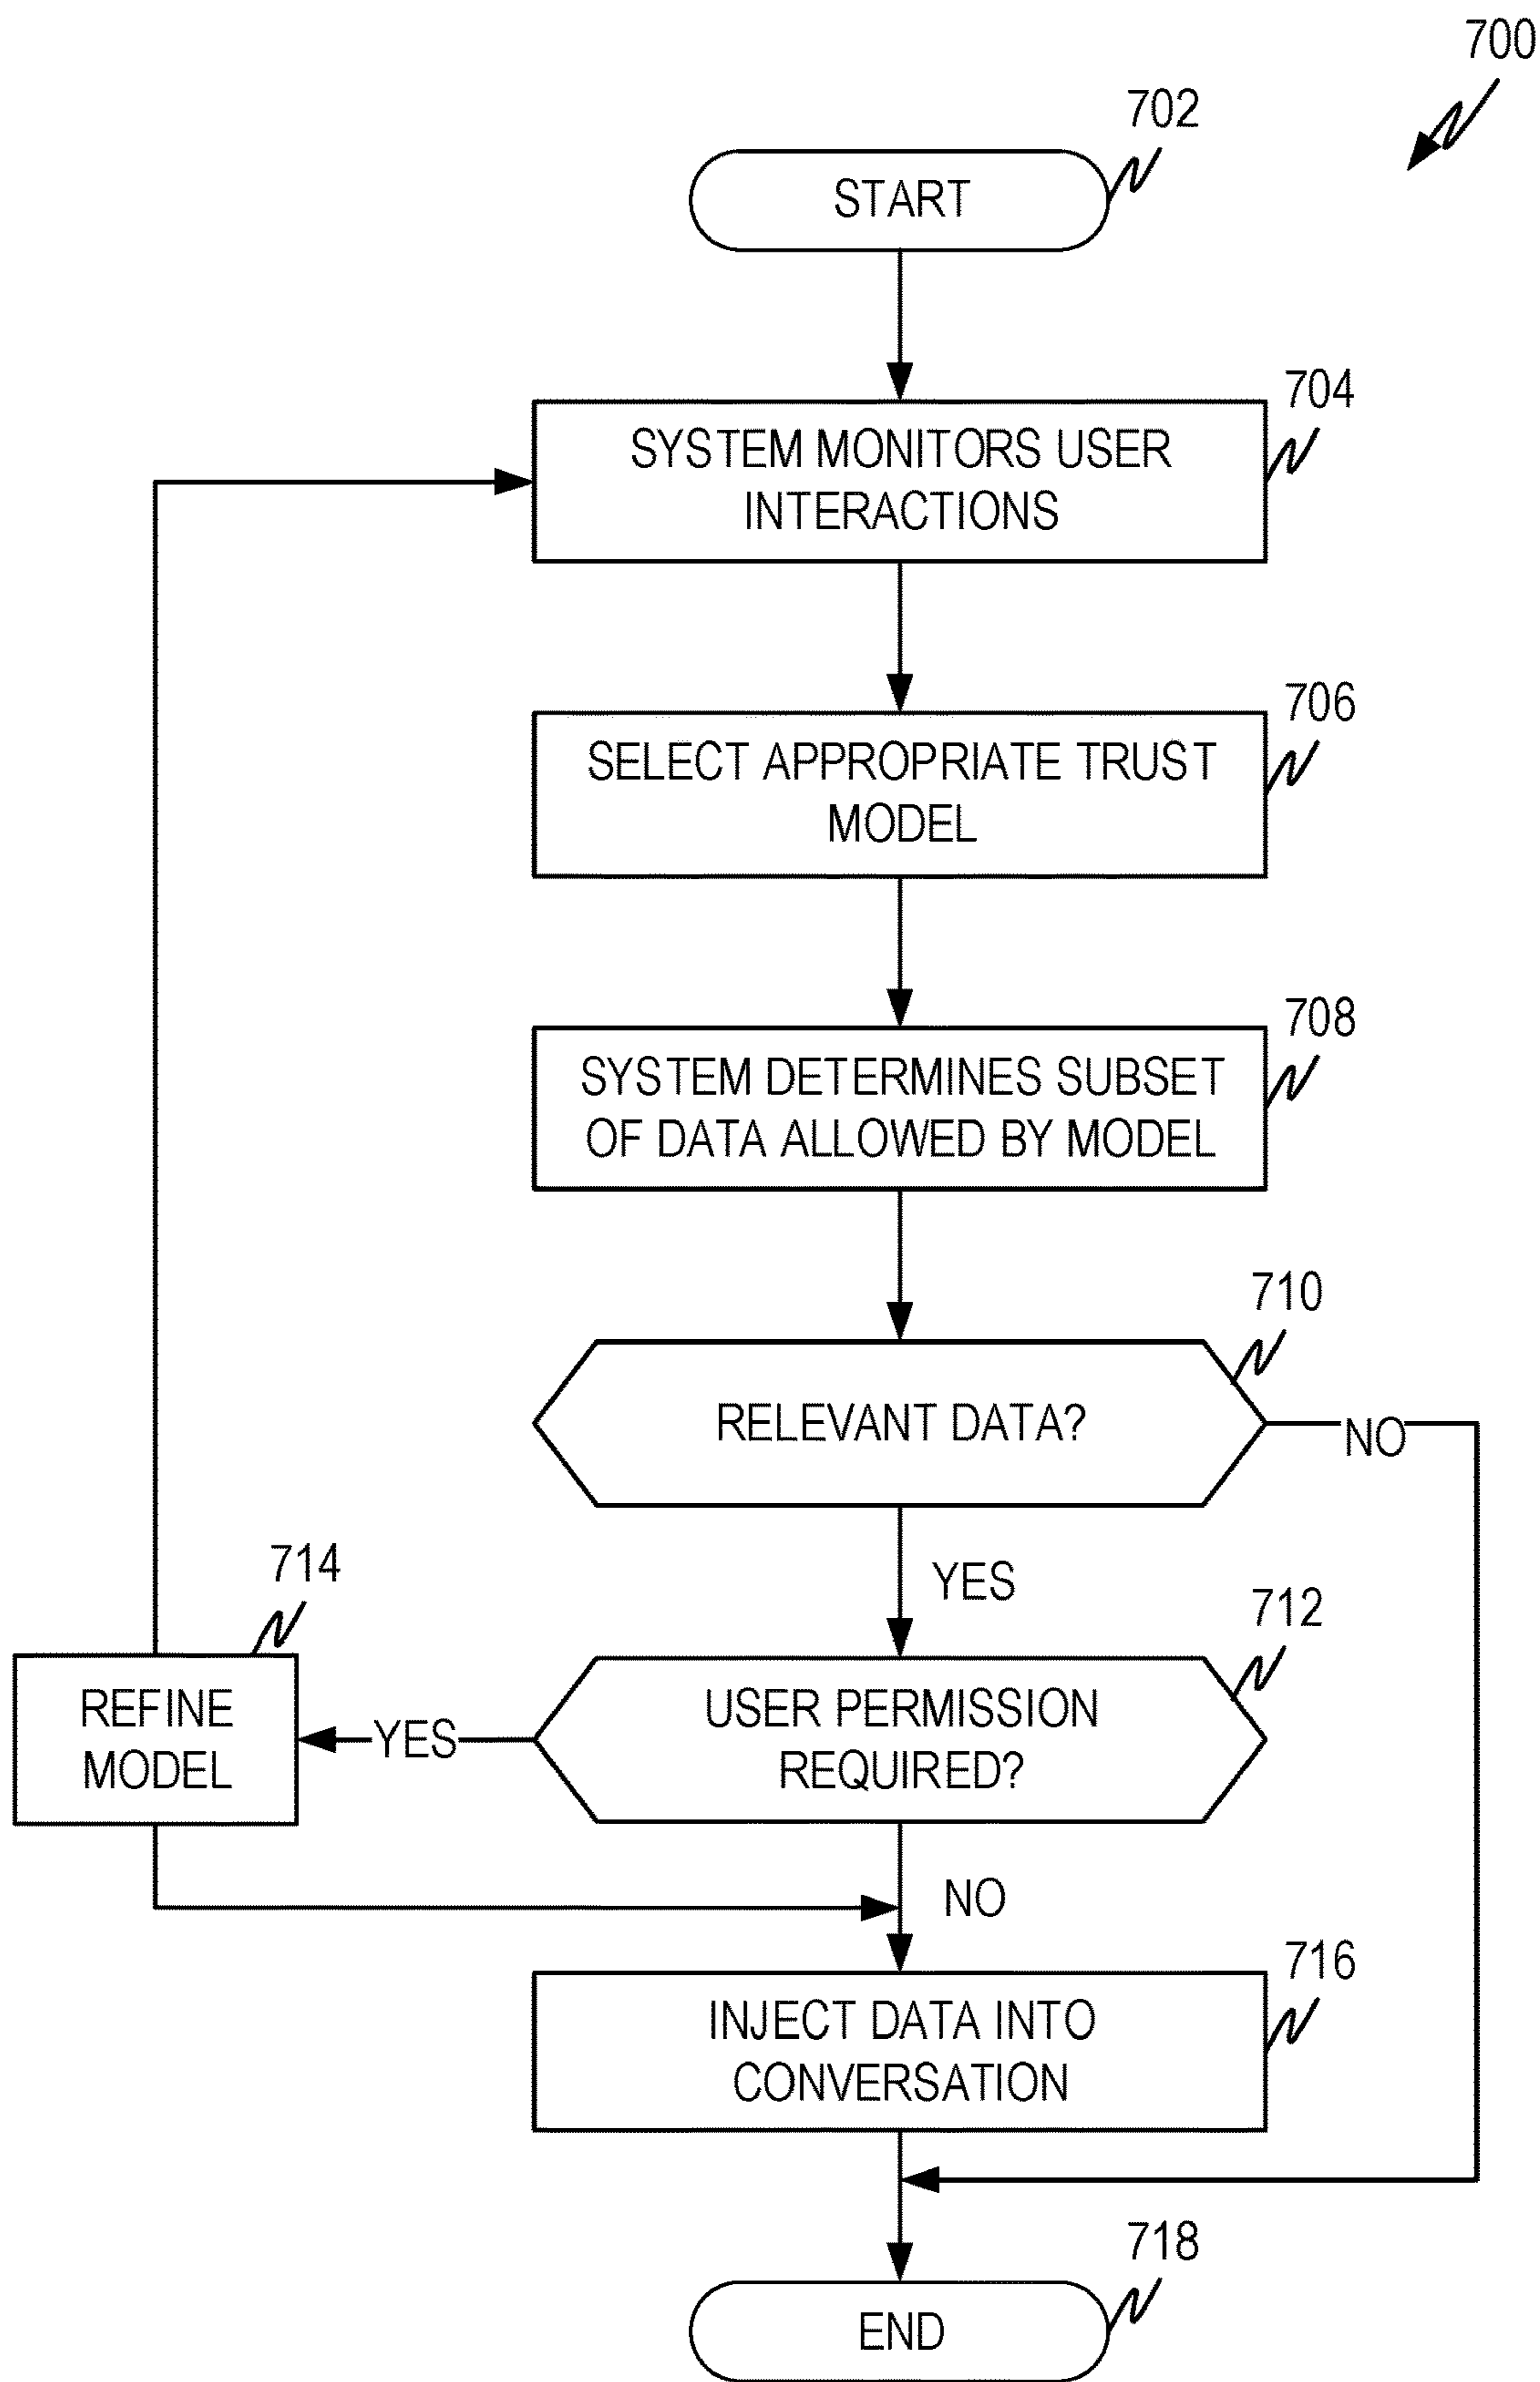 700
702
START
704
SYSTEM MONITORS USER
INTERACTIONS
706
SELECT APPROPRIATE TRUST
MODEL
708
SYSTEM DETERMINES SUBSET
OF DATA ALLOWED BY MODEL
710
RELEVANT DATA?
NO
YES
714
712
REFINE
MODEL
YES
USER PERMISSION
REQUIRED?
NO
716
INJECT DATA INTO
CONVERSATION
718
END